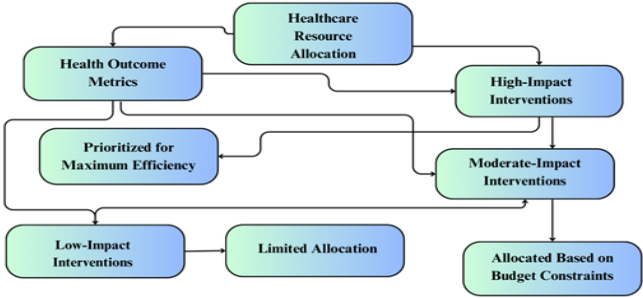 Healthcare
Resource
Allocation
Health Outcome
Metrics
High-Impact
Interventions
Prioritized for
Maximum Efficiency
Moderate-Impact
Interventions
Low-Impact
Interventions
Limited Allocation
Allocated Based on
Budget Constraints